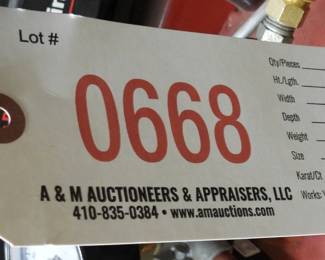 Lot #
0668
A & M AUCTIONEERS & APPRAISERS, LLC
410-835-0384 • www.amauctions.com
Qty/Pieces
Ht./Lgth.
Width
Depth
Weight
Size
Karat/Ct
Works: